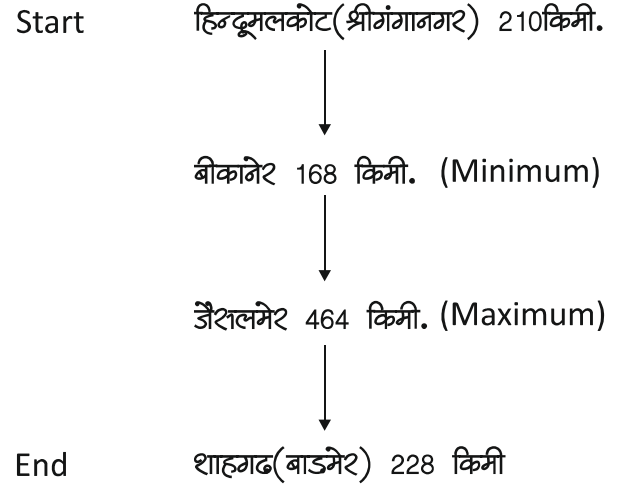 Start हिन्दूमलकोट(श्रीगंगानगर) 210किमी.
बीकानेर 168 किमी. (Minimum)
जैसलमेर 464 किमी. (Maximum)
End शाहगढ(बाडमेर) 228 किमी